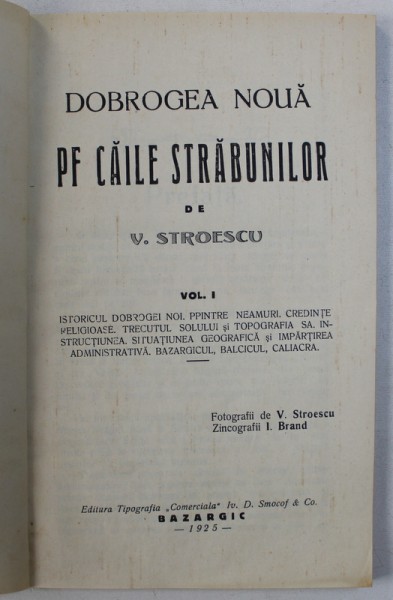 DOBROGEA NOUĂ
PF CĂILE STRĂBUNILOR
DE
V. STROESCU
VOL. I
ISTORICUL DOBROGEI NOI. PPINTRE NEAMURI. CREDINȚE
RELIGIOASE. TRECUTUL SOLULUI și TOPOGRAFIA SA. IN-
STRUCȚIUNEA. SITUAȚIUNEA GEOGRAFICĂ și IMPĂRȚIREA
ADMINISTRATIVĂ. BAZARGICUL, BALCICUL, CALIACRA.
Fotografii de V. Stroescu
Zincografii I. Brand
Editura Tipografia „Comerciala" Iv. D. Smocof & Co.
BAZARGIC
— 1925 —